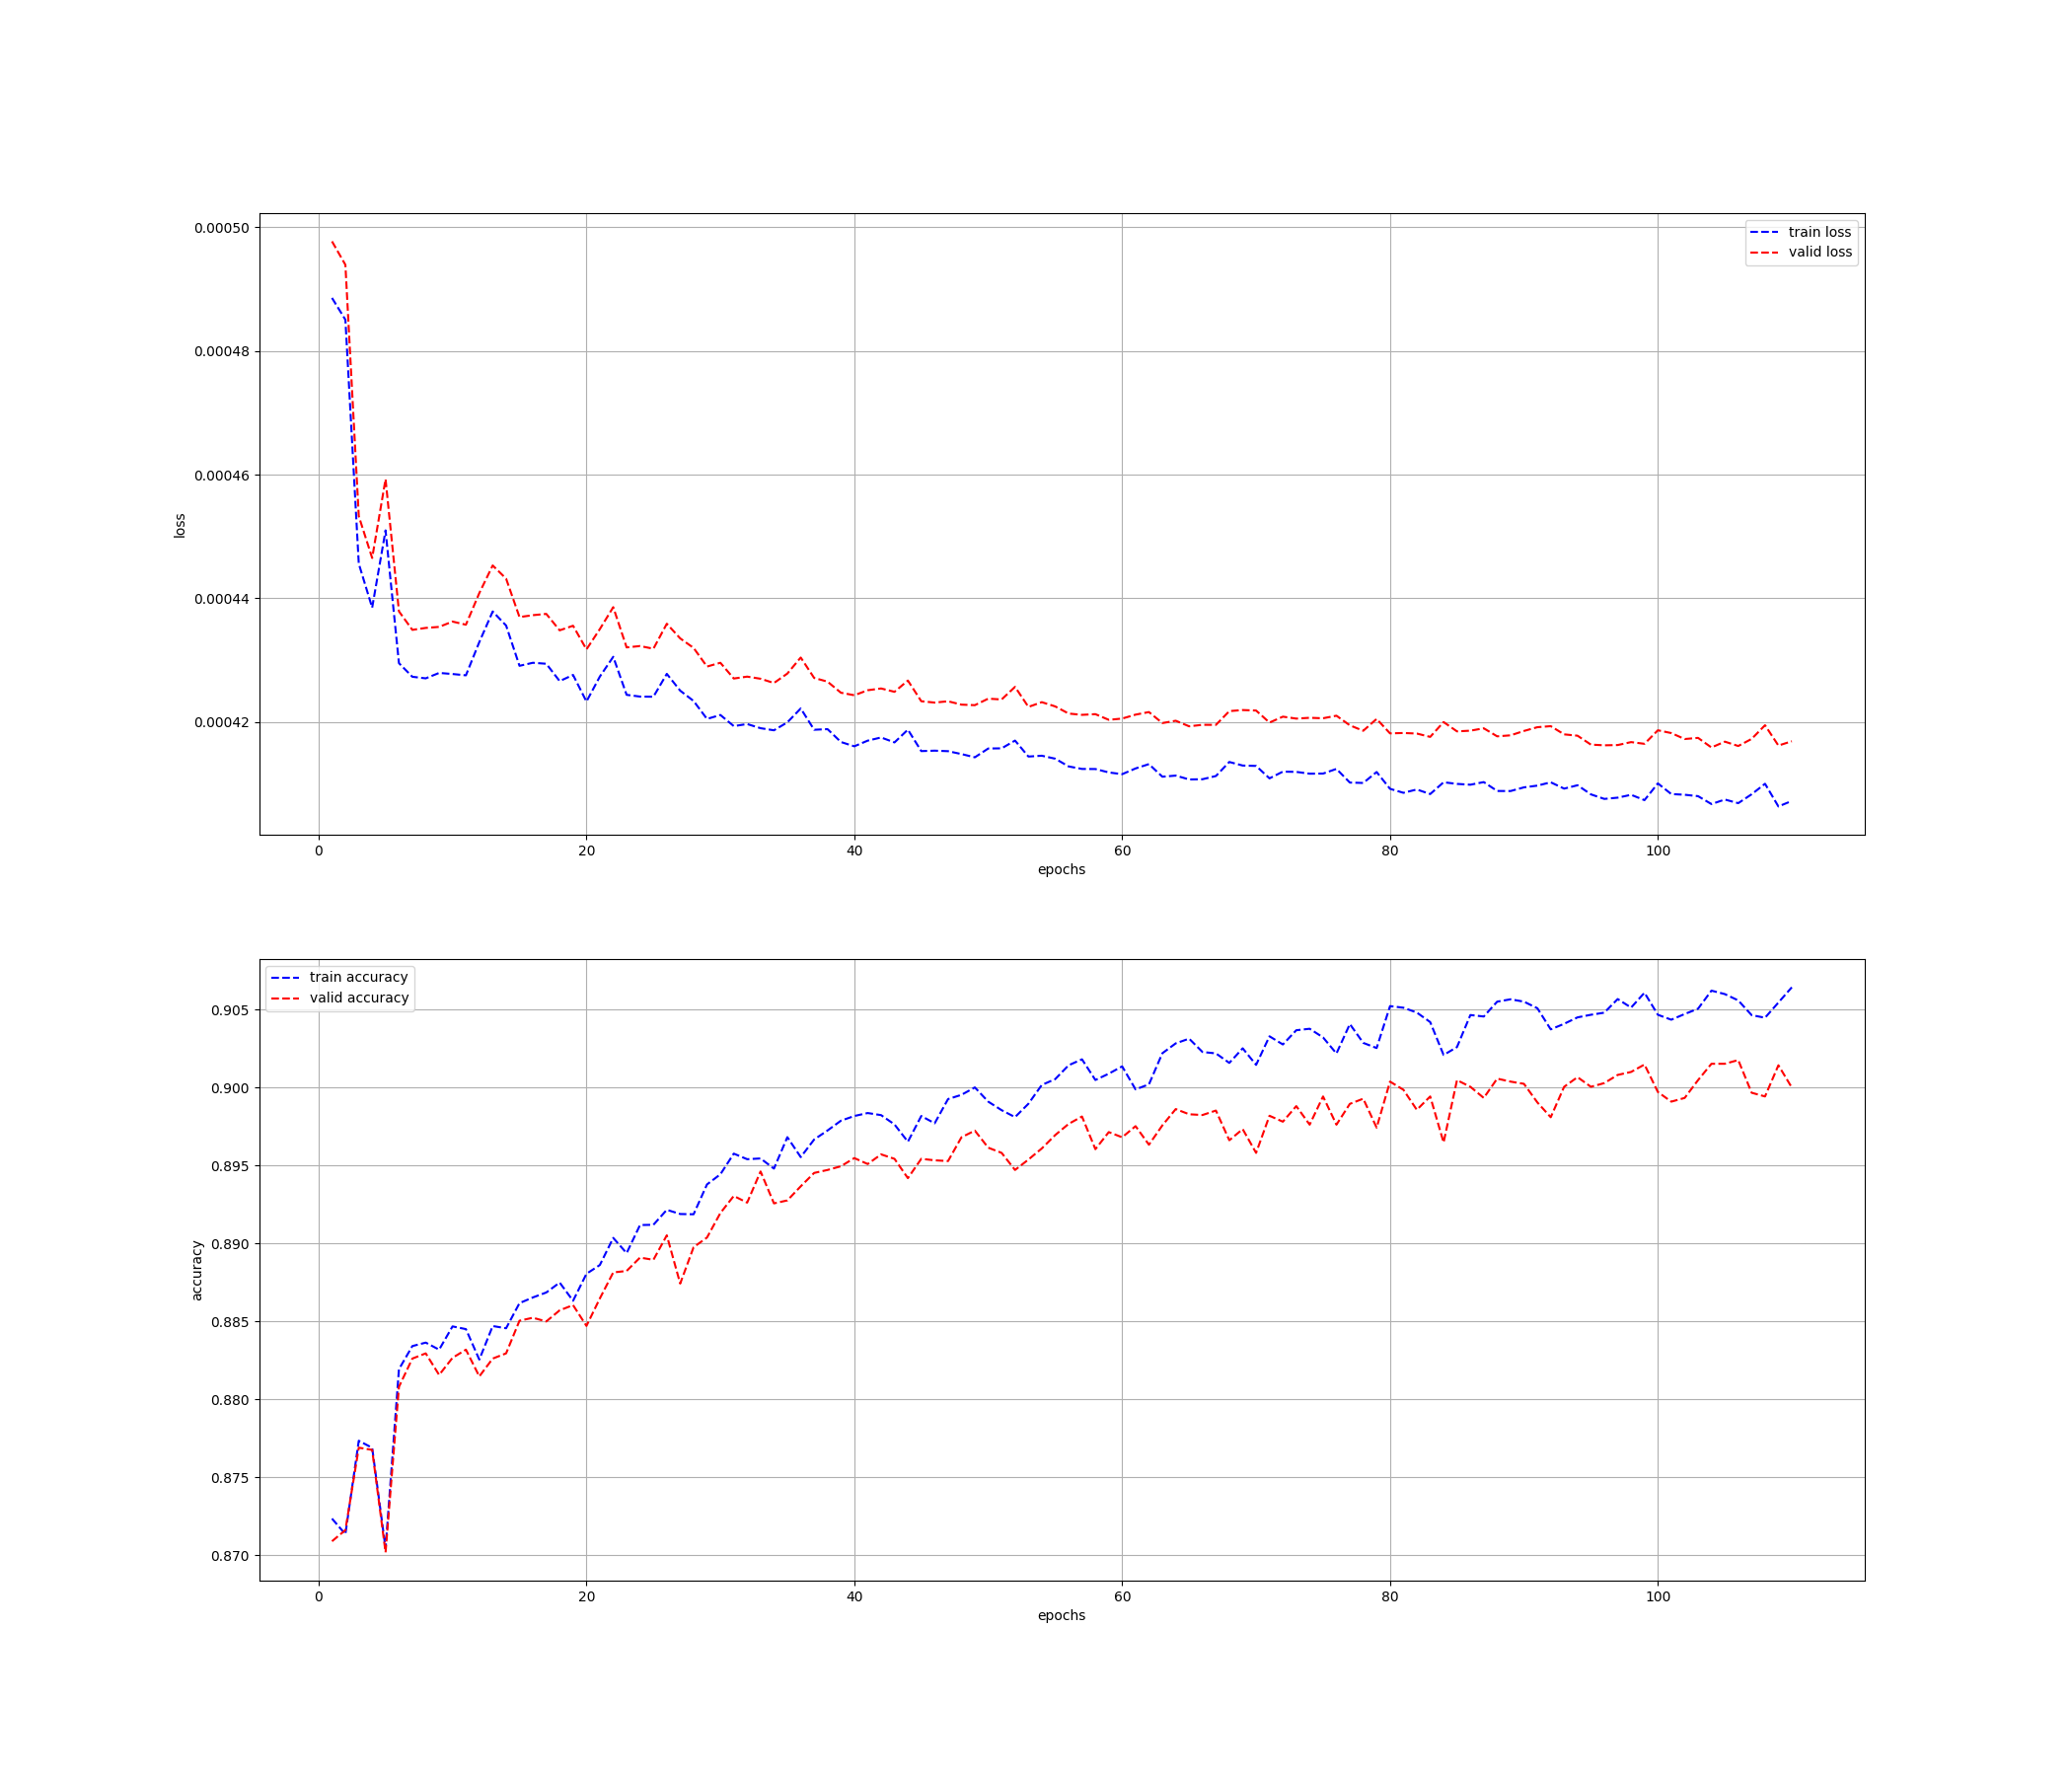 0.00050
0.00048
0.00046
0.00044
0.00042
loss
train loss
valid loss
0 20 40 60 80 100
epochs
train accuracy
valid accuracy
0.905
0.900
0.895
0.890
0.885
0.880
0.875
0.870
accuracy
0 20 40 60 80 100
epochs